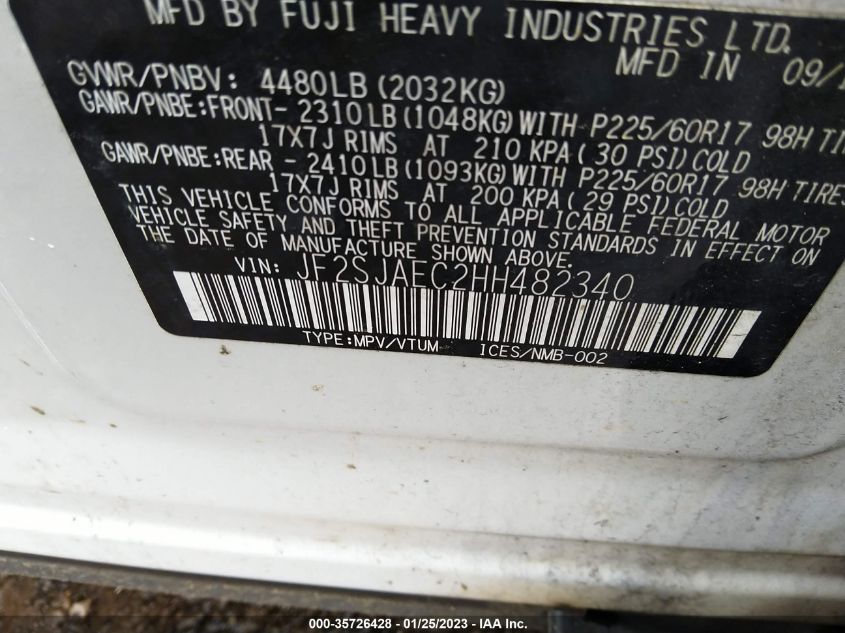 MFD BY FUJI HEAVY INDUSTRIES LTD.
MFD IN 09/1
GVWR/PNBV: 4480LB (2032KG)
GAWR/PNBE:FRONT- 2310LB (1048KG) WITH P225/60R17 98H TIR
17X7J RIMS AT 210 KPA (30 PSI) COLD
GAWR/PNBE:REAR - 2410LB (1093KG) WITH P225/60R17 98H TIRES
17X7J RIMS AT 200 KPA (29 PSI) COLD
THIS VEHICLE CONFORMS TO ALL APPLICABLE FEDERAL MOTOR
VEHICLE SAFETY AND THEFT PREVENTION STANDARDS IN EFFECT ON
THE DATE OF MANUFACTURE SHOWN ABOVE.
VIN: JF2SJAEC2HH482340
TYPE:MPV/VTUM ICES/NMB-002
000-35726428 - 01/25/2023 - IAA Inc.